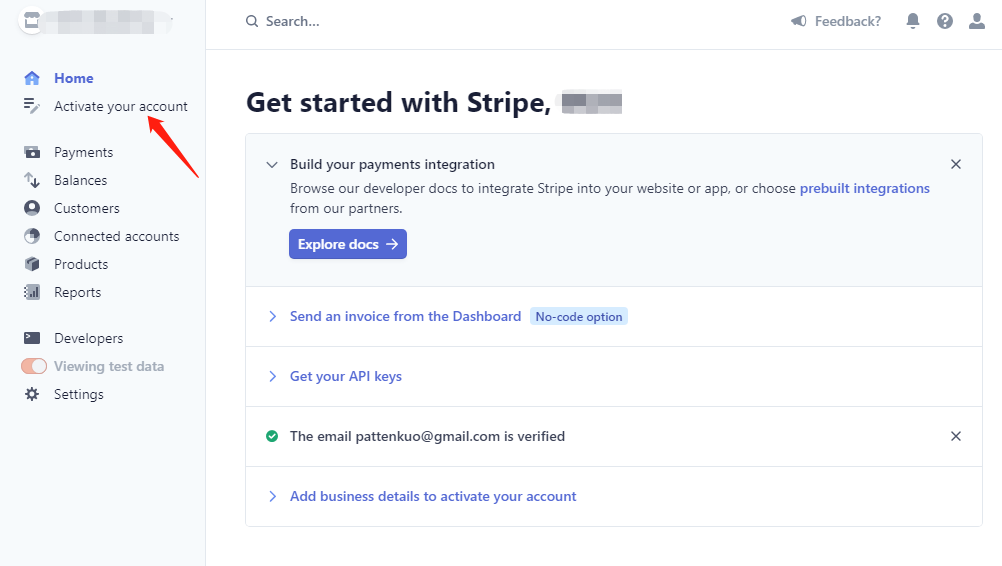 Search...
Feedback?
Home
Activate your account
Payments
Balances
Customers
Connected accounts
Products
Reports
Developers
Viewing test data
Settings
Get started with Stripe,
Build your payments integration
Browse our developer docs to integrate Stripe into your website or app, or choose prebuilt integrations
from our partners.
Explore docs →
Send an invoice from the Dashboard No-code option
Get your API keys
The email pattenkuo@gmail.com is verified
Add business details to activate your account